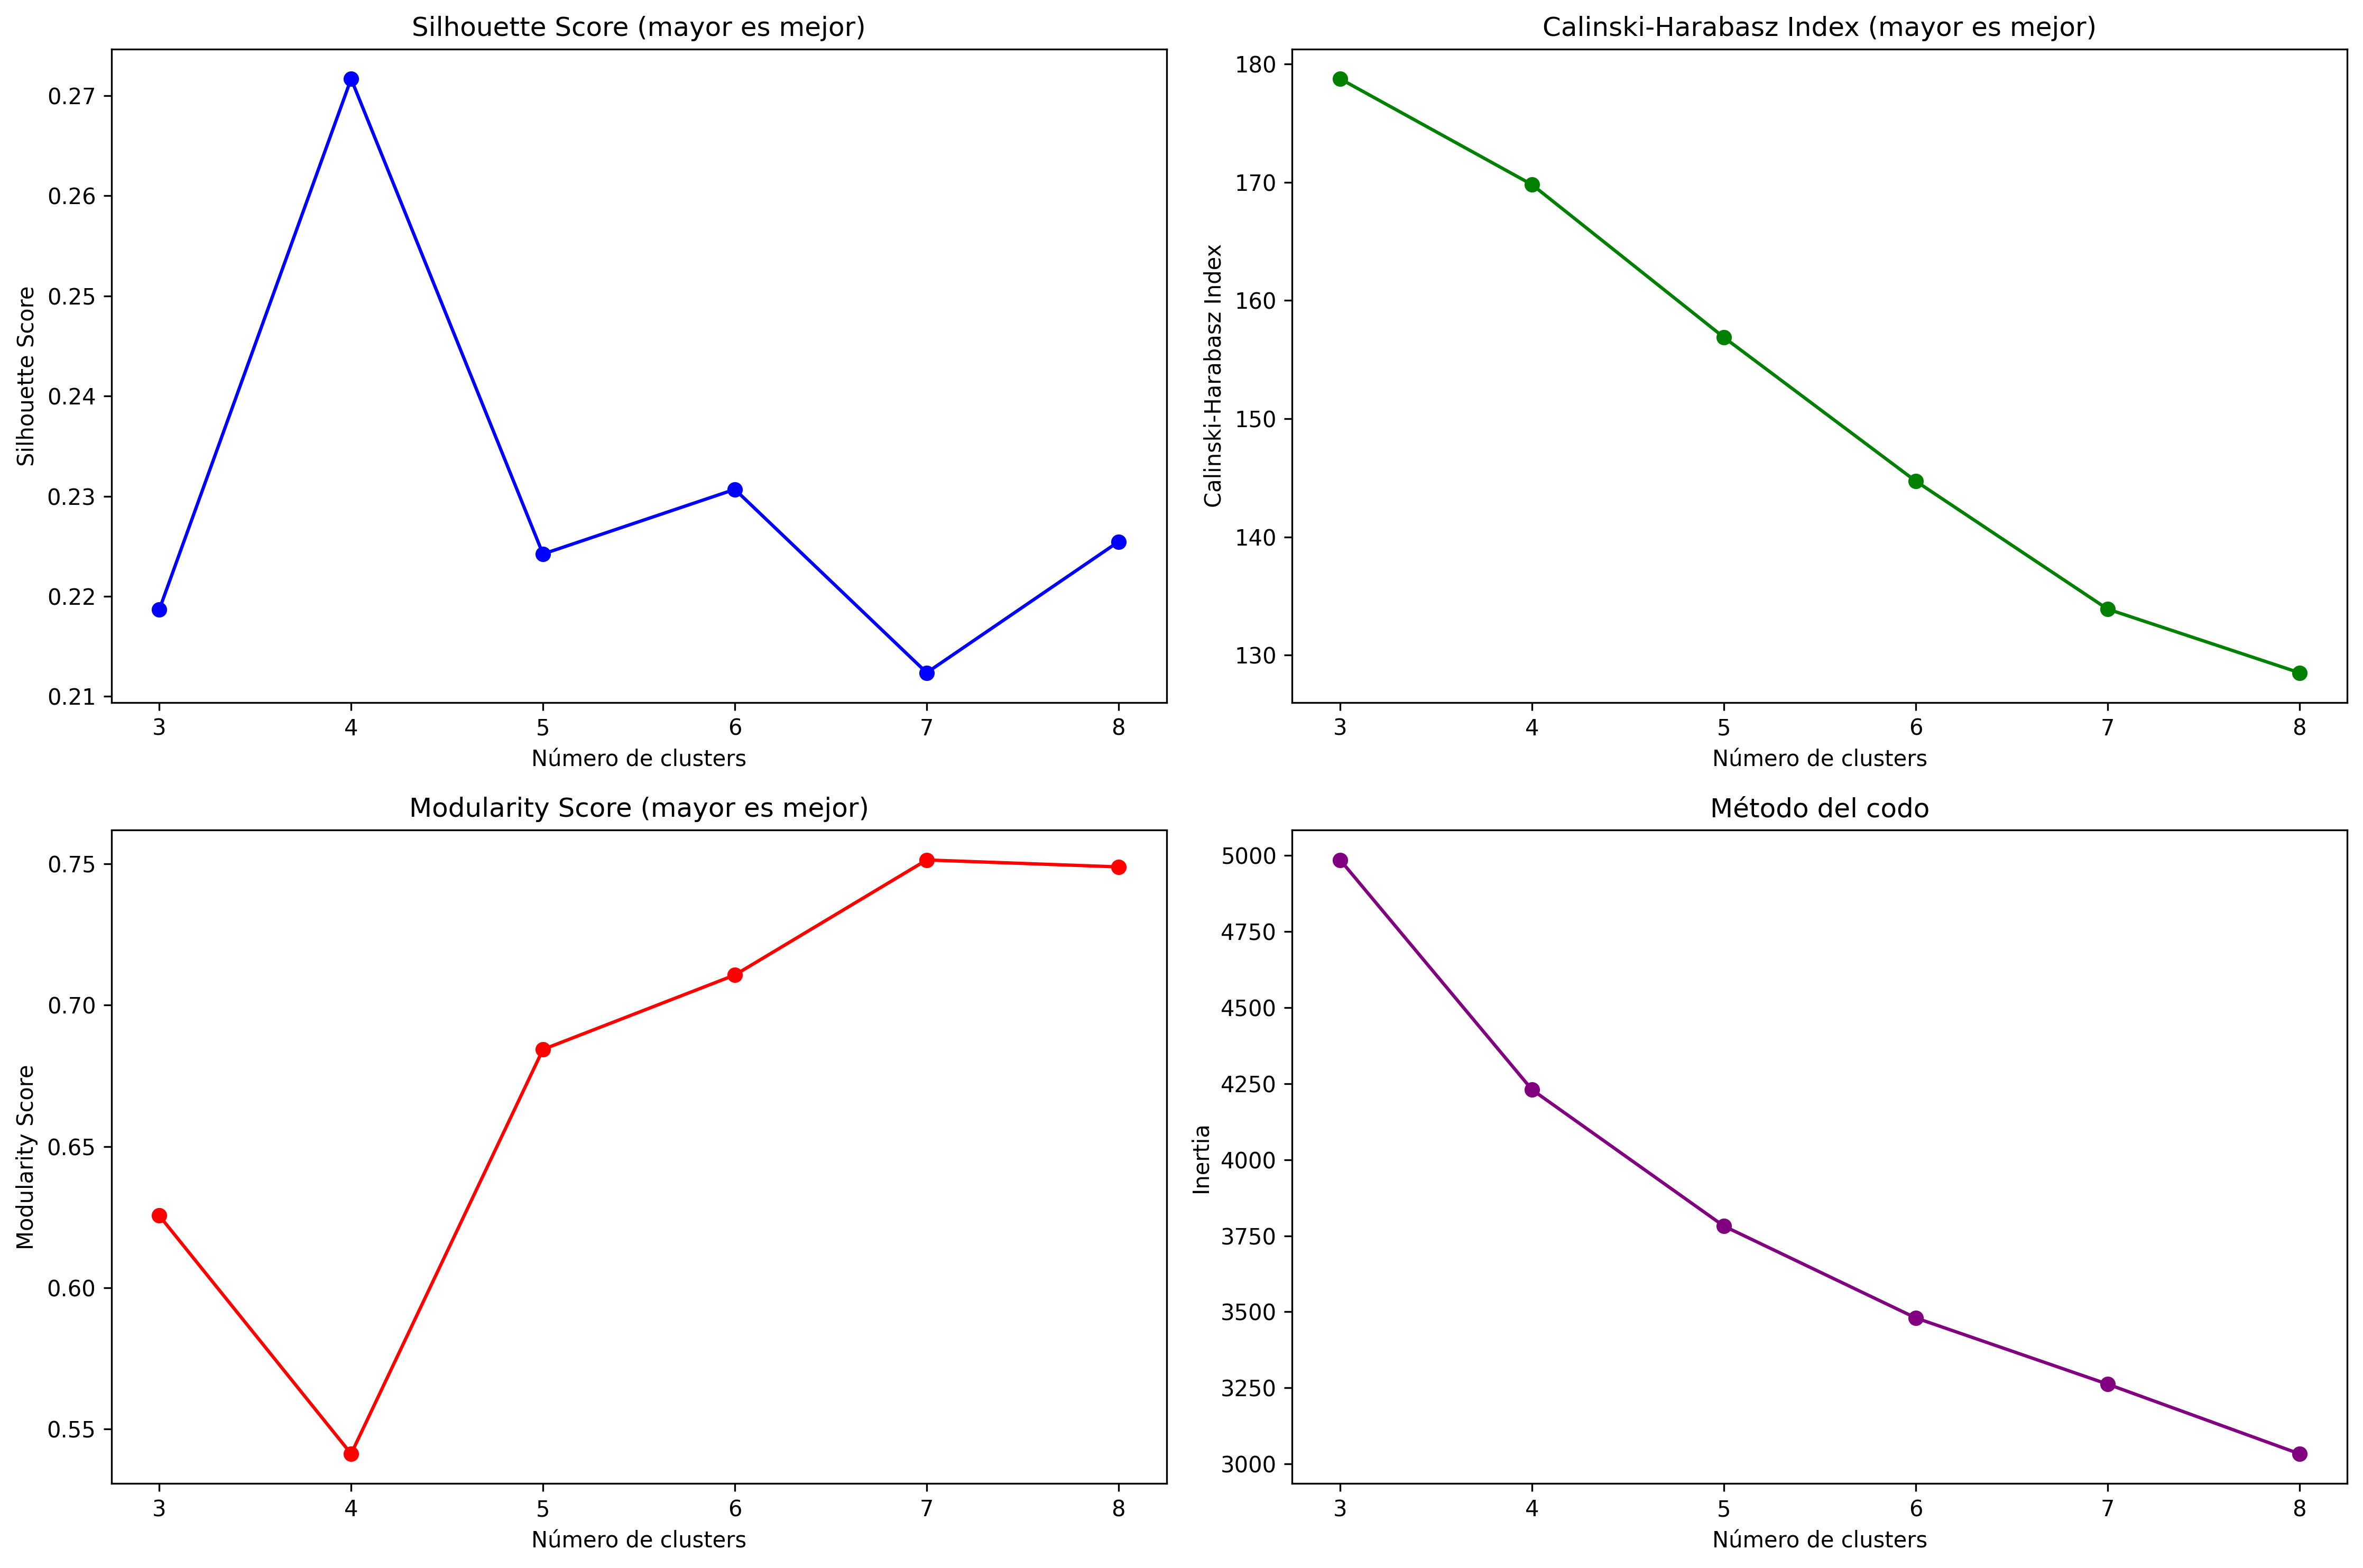 Silhouette Score (mayor es mejor)
0.27
0.26
0.25
0.24
0.23
0.22
0.21
Silhouette Score
3 4 5 6 7 8
Número de clusters
Calinski-Harabasz Index (mayor es mejor)
180
170
160
150
140
130
Calinski-Harabasz Index
3 4 5 6 7 8
Número de clusters
Modularity Score (mayor es mejor)
0.75
0.70
0.65
0.60
0.55
Modularity Score
3 4 5 6 7 8
Número de clusters
Método del codo
5000
4750
4500
4250
4000
3750
3500
3250
3000
Inertia
3 4 5 6 7 8
Número de clusters